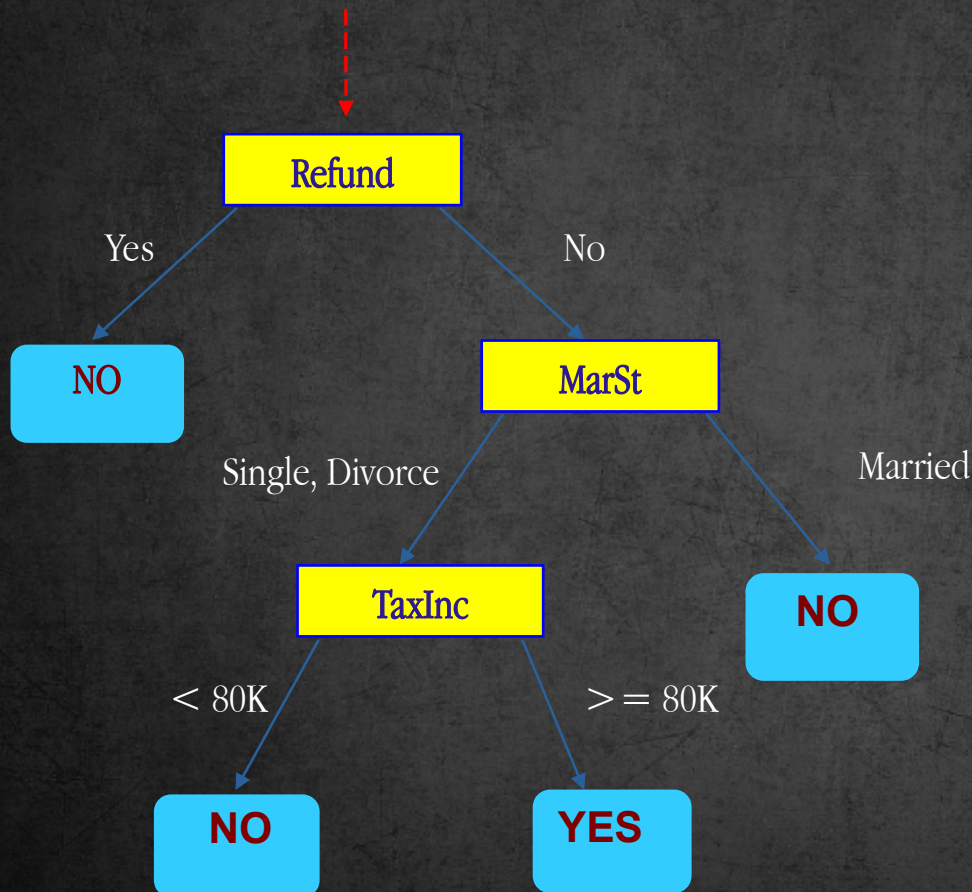 Refund
Yes
No
NO
MarSt
Single, Divorce
Married
TaxInc
NO
< 80K
>= 80K
NO
YES